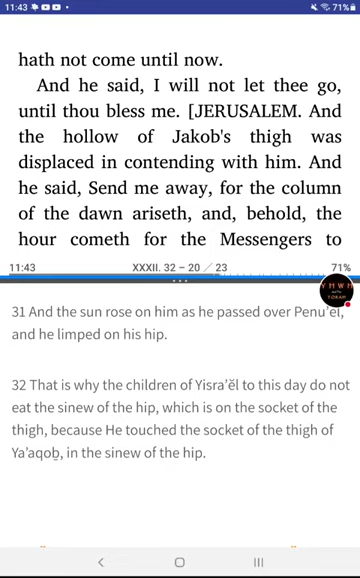 11:43
71%
hath not come until now.
And he said, I will not let thee go,
until thou bless me. [JERUSALEM. And
the hollow of Jakob's thigh was
displaced in contending with him. And
he said, Send me away, for the column
of the dawn ariseth, and, behold, the
hour cometh for the Messengers to
11:43 XXXII. 32 – 20 / 23 71%
YHWH
TORAH
31 And the sun rose on him as he passed over Penu’ĕl,
and he limped on his hip.
32 That is why the children of Yisra’ĕl to this day do not
eat the sinew of the hip, which is on the socket of the
thigh, because He touched the socket of the thigh of
Ya‛aqoḇ, in the sinew of the hip.